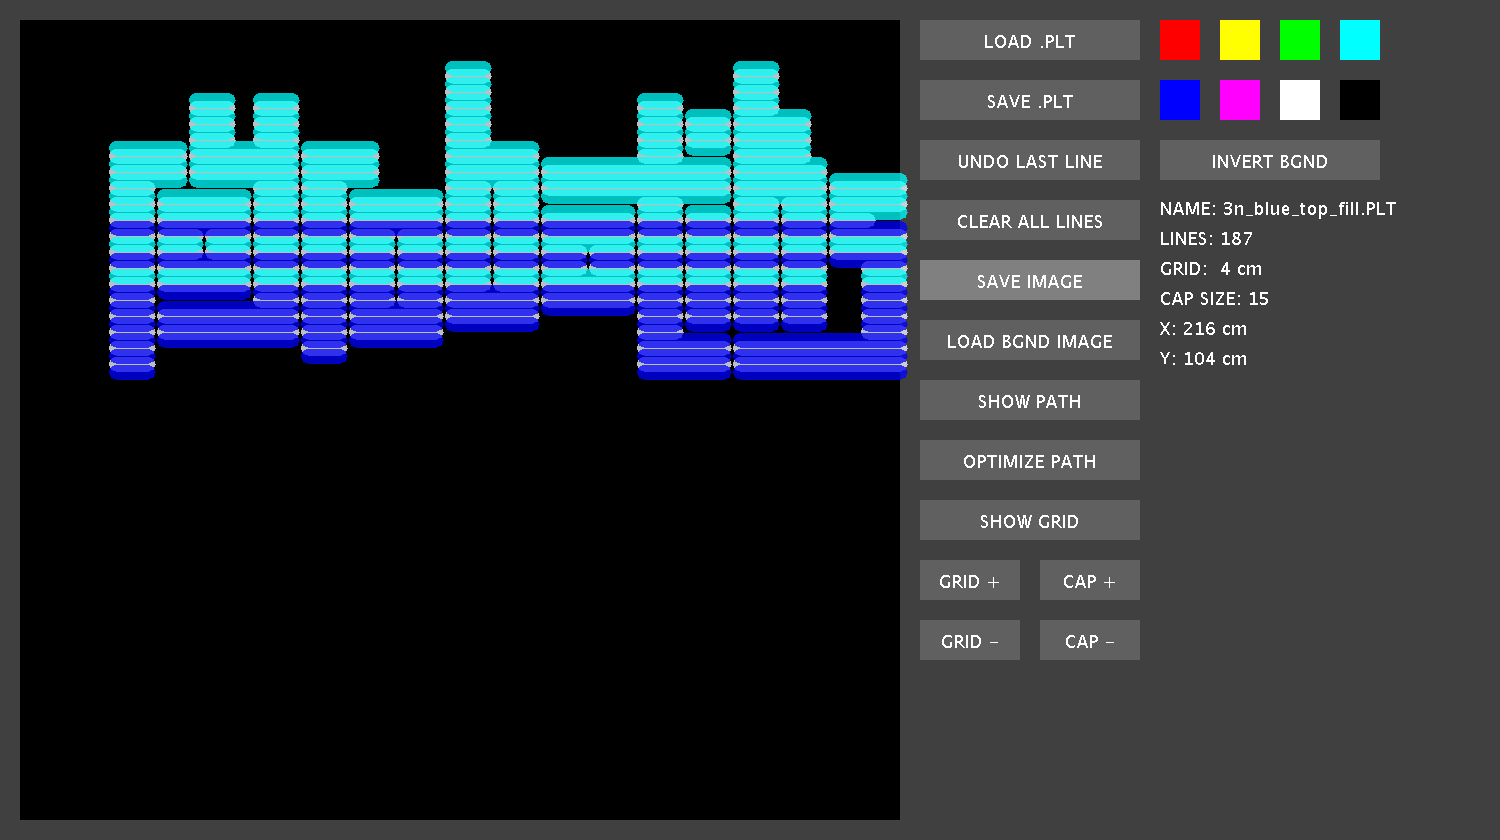 LOAD .PLT
SAVE .PLT
UNDO LAST LINE
INVERT BGND
CLEAR ALL LINES
NAME: 3n_blue_top_fill.PLT
LINES: 187
GRID:  4 cm
CAP SIZE: 15
X: 216 cm
Y: 104 cm
SAVE IMAGE
LOAD BGND IMAGE
SHOW PATH
OPTIMIZE PATH
SHOW GRID
GRID + CAP +
GRID – CAP –